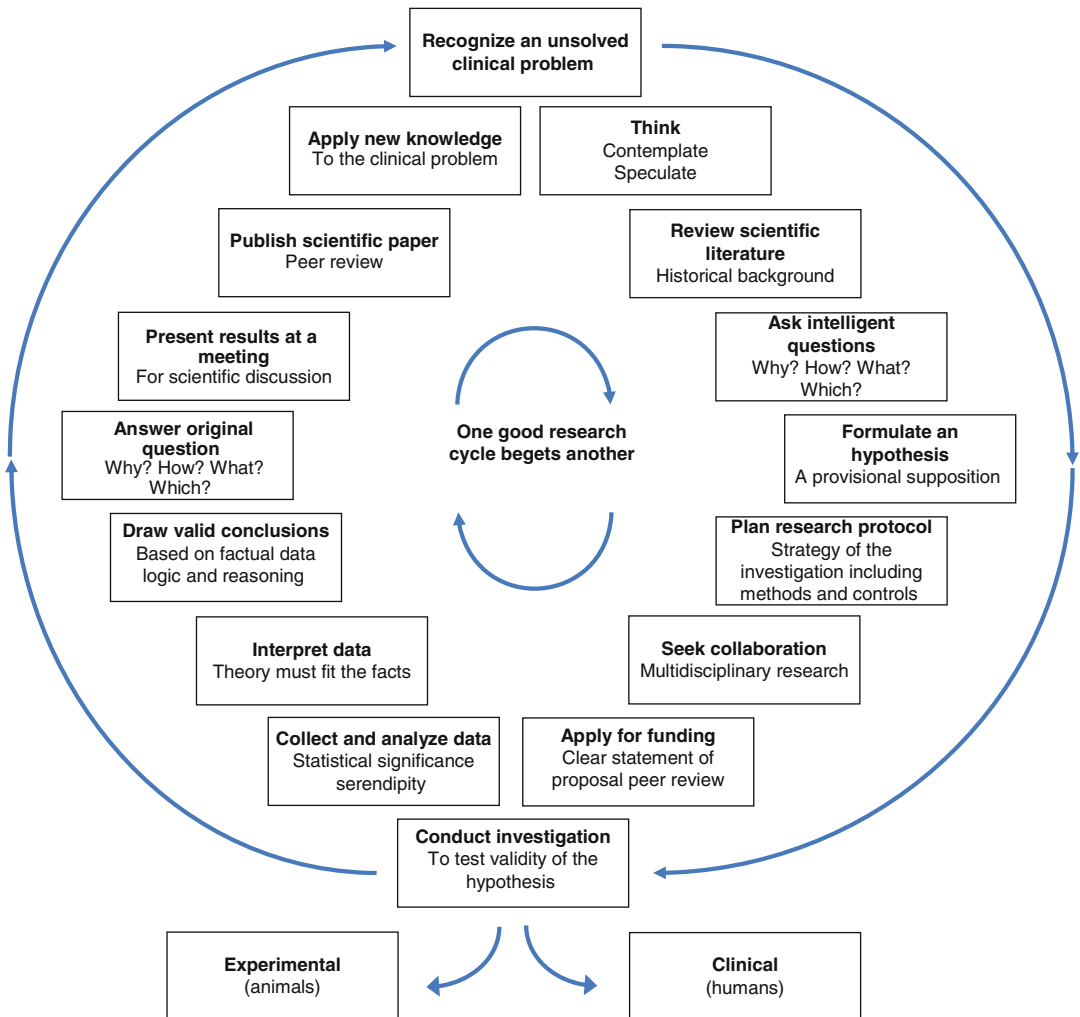 Recognize an unsolved
clinical problem
Think
Contemplate
Speculate
Review scientific
literature
Historical background
Ask intelligent
questions
Why? How? What?
Which?
Formulate an
hypothesis
A provisional supposition
Plan research protocol
Strategy of the
investigation including
methods and controls
Seek collaboration
Multidisciplinary research
Apply for funding
Clear statement of
proposal peer review
Conduct investigation
To test validity of the
hypothesis
Experimental
(animals)
Clinical
(humans)
Collect and analyze data
Statistical significance
serendipity
Interpret data
Theory must fit the facts
Draw valid conclusions
Based on factual data
logic and reasoning
Answer original
question
Why? How? What?
Which?
Present results at a
meeting
For scientific discussion
Publish scientific paper
Peer review
Apply new knowledge
To the clinical problem
One good research
cycle begets another